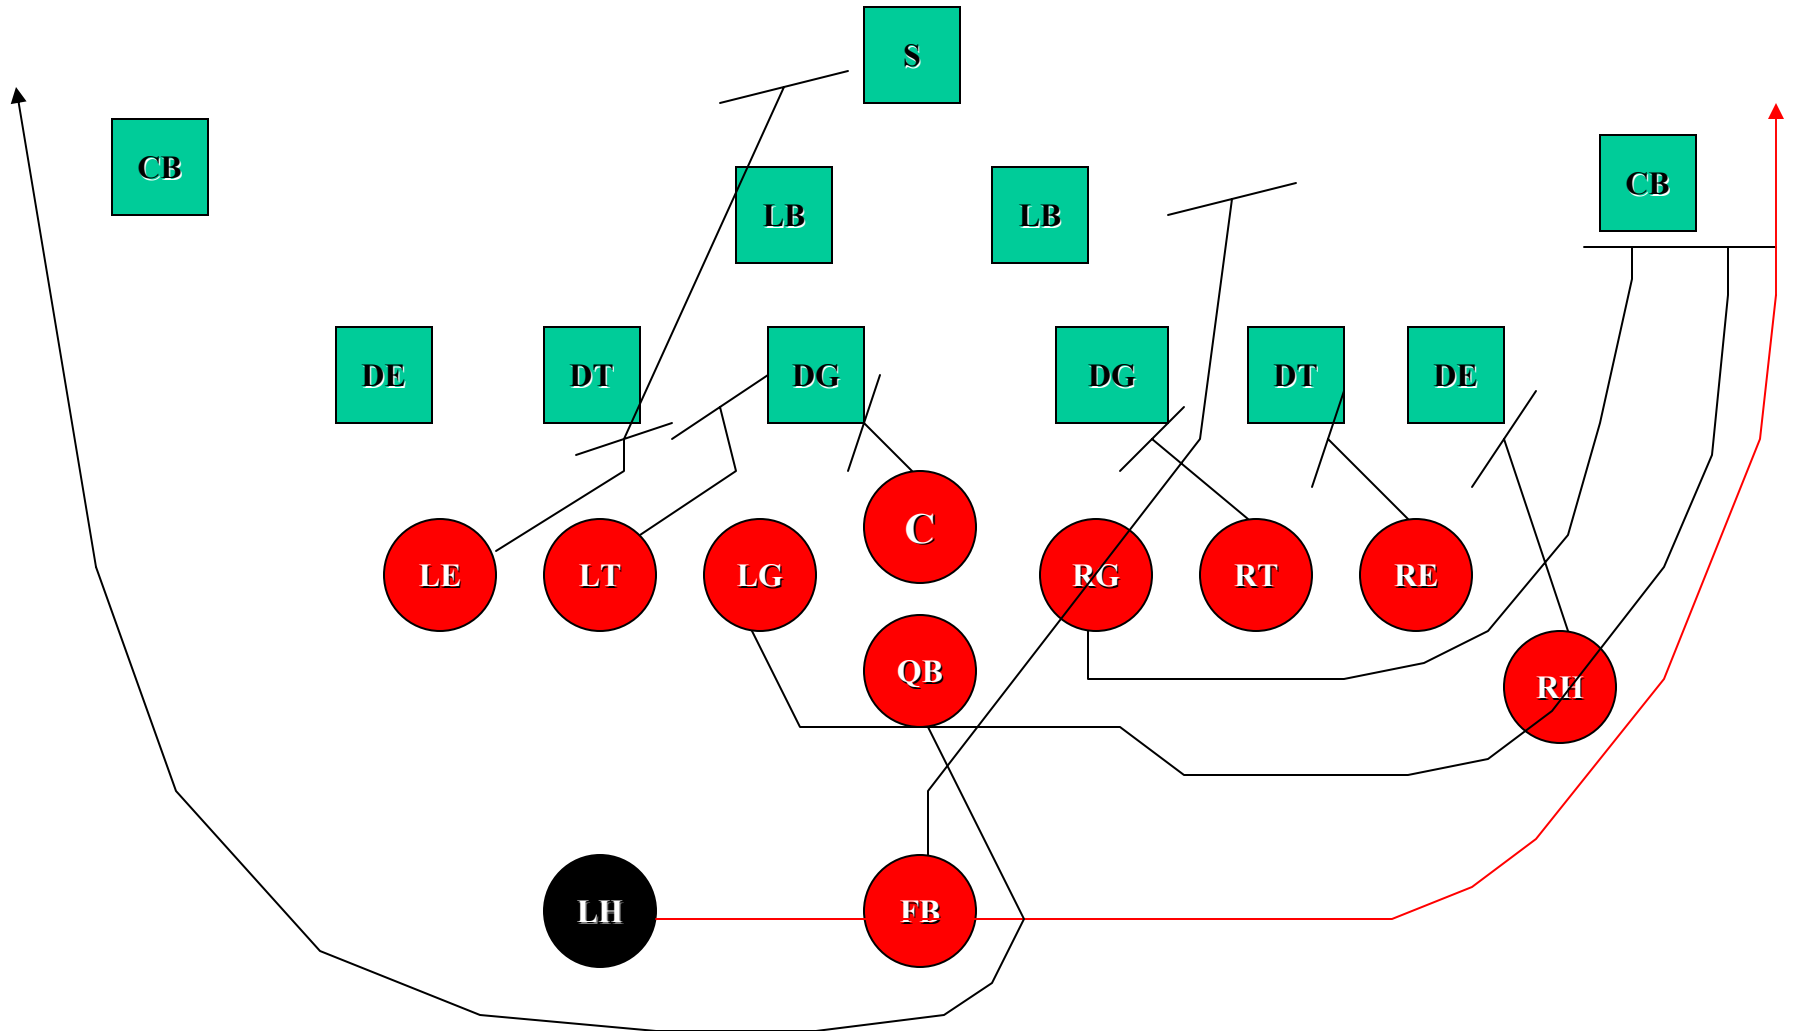 S
CB
CB
LB
LB
DE
DT
DG
DG
DT
DE
C
LE
LT
LG
RG
RT
RE
QB
RH
LH
FB